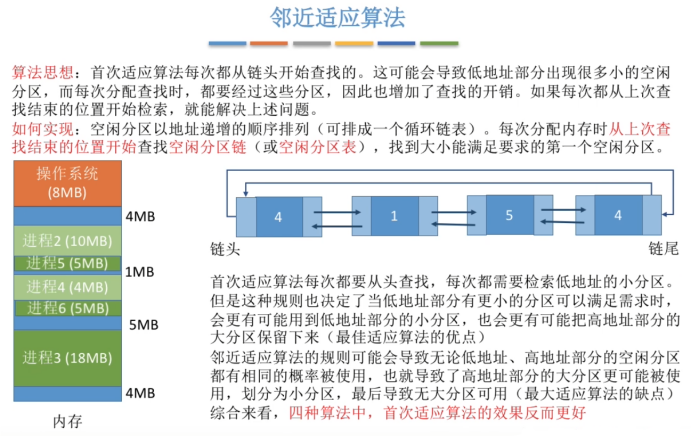 邻近适应算法
算法思想：首次适应算法每次都从链头开始查找的。这可能会导致低地址部分出现很多小的空闲
分区，而每次分配查找时，都要经过这些分区，因此也增加了查找的开销。如果每次都从上次查
找结束的位置开始检索，就能解决上述问题。
如何实现：空闲分区以地址递增的顺序排列（可排成一个循环链表）。每次分配内存时从上次查
找结束的位置开始查找空闲分区链（或空闲分区表），找到大小能满足要求的第一个空闲分区。
操作系统
(8MB)
4MB
进程2 (10MB)
进程5 (5MB)
1MB
进程4 (4MB)
进程6 (5MB)
5MB
进程3 (18MB)
4MB
内存
4
1
5
4
链头
链尾
首次适应算法每次都要从头查找，每次都需要检索低地址的小分区。
但是这种规则也决定了当低地址部分有更小的分区可以满足需求时，
会更有可能用到低地址部分的小分区，也会更有可能把高地址部分的
大分区保留下来（最佳适应算法的优点）
邻近适应算法的规则可能会导致无论低地址、高地址部分的空闲分区
都有相同的概率被使用，也就导致了高地址部分的大分区更可能被使
用，划分为小分区，最后导致无大分区可用（最大适应算法的缺点）
综合来看，四种算法中，首次适应算法的效果反而更好